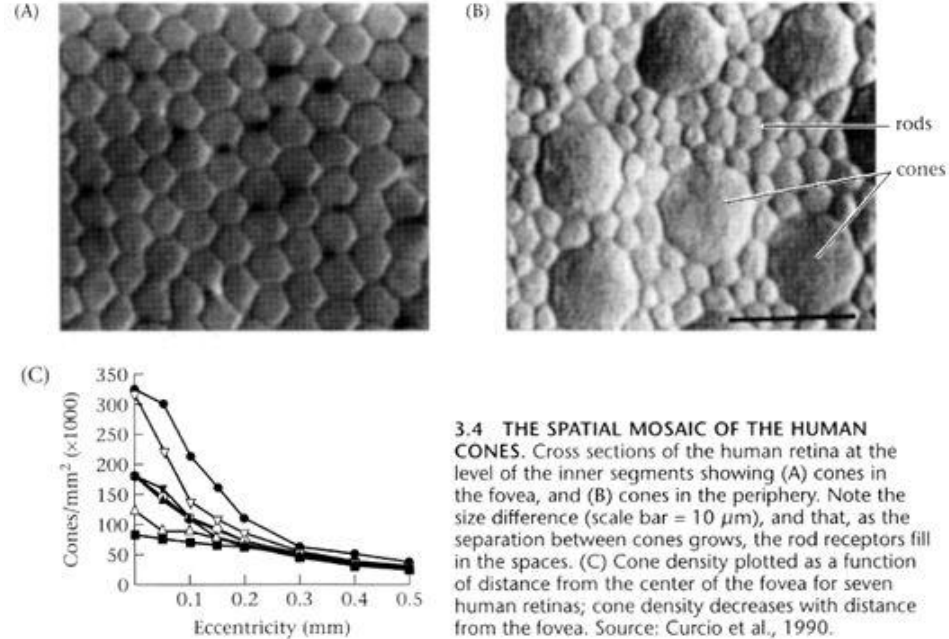 (A)
(B)
rods
cones
(C)
350
300
250
200
150
100
50
0
Cones/mm² (×1000)
0.1 0.2 0.3 0.4 0.5
Eccentricity (mm)
3.4 THE SPATIAL MOSAIC OF THE HUMAN
CONES. Cross sections of the human retina at the
level of the inner segments showing (A) cones in
the fovea, and (B) cones in the periphery. Note the
size difference (scale bar = 10 μm), and that, as the
separation between cones grows, the rod receptors fill
in the spaces. (C) Cone density plotted as a function
of distance from the center of the fovea for seven
human retinas; cone density decreases with distance
from the fovea. Source: Curcio et al., 1990.